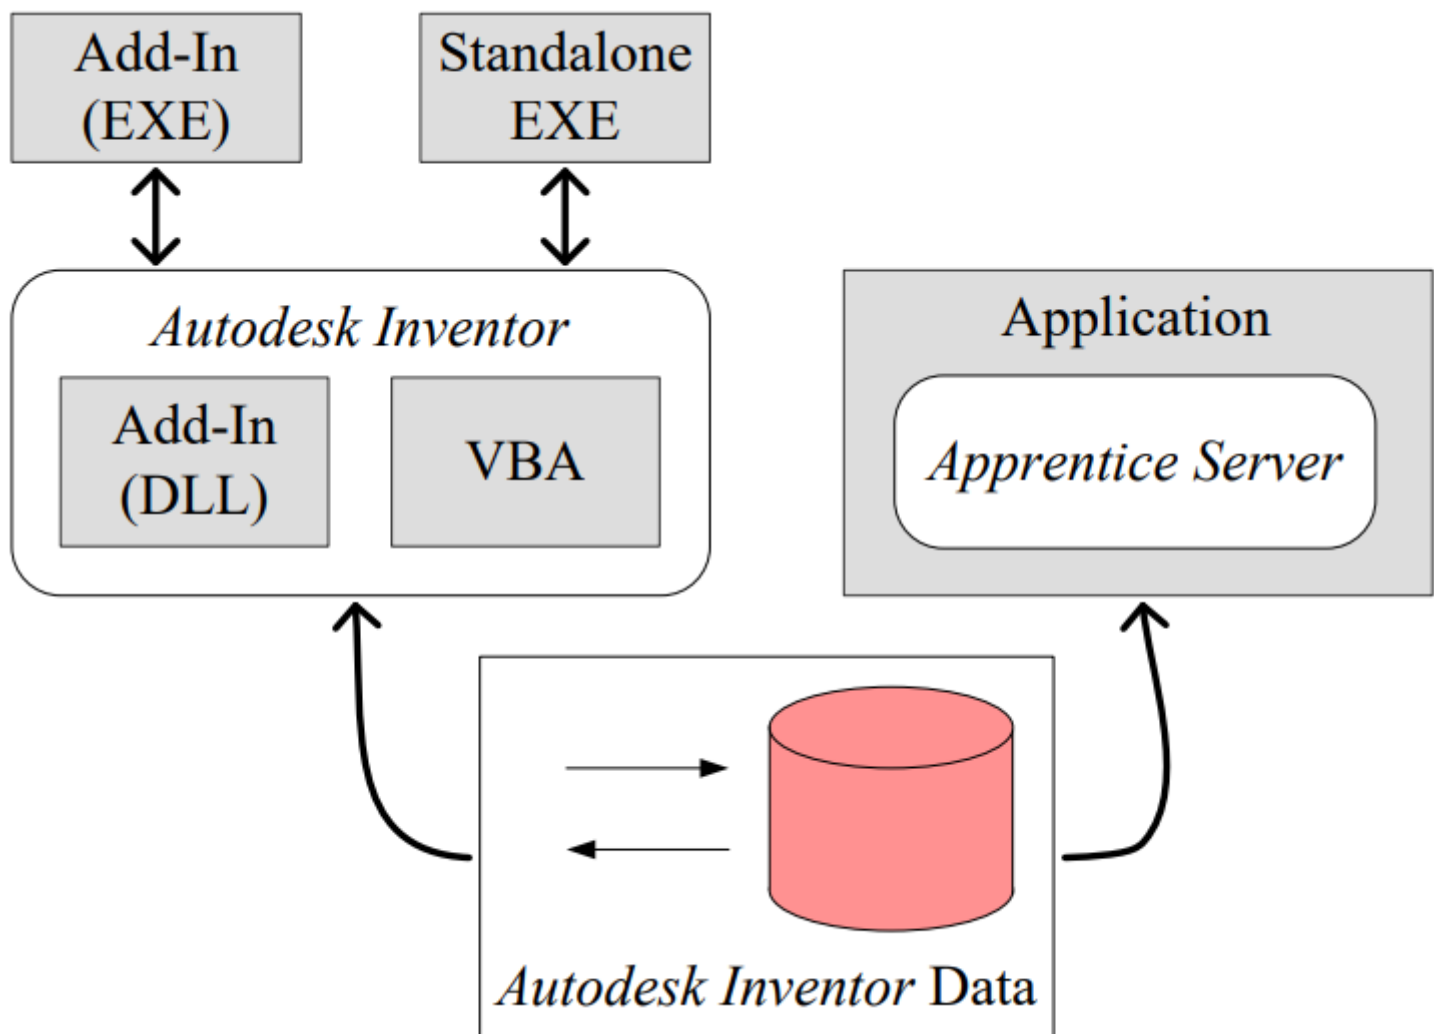 Add-In
(EXE)
Standalone
EXE
Autodesk Inventor
Add-In
(DLL)
VBA
Application
Apprentice Server
Autodesk Inventor Data